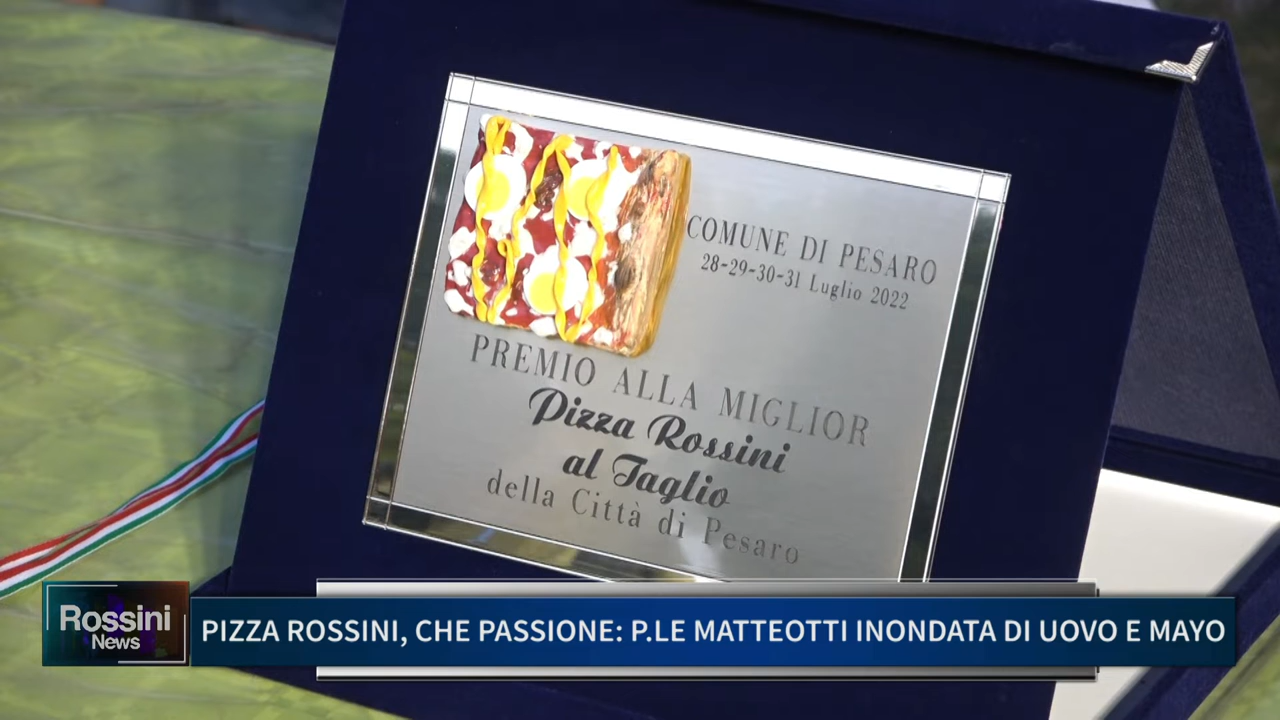 COMUNE DI PESARO
28-29-30-31 Luglio 2022
PREMIO ALLA MIGLIOR
Pizza Rossini
al Taglio
della Città di Pesaro
Rossini
News
PIZZA ROSSINI, CHE PASSIONE: P.LE MATTEOTTI INONDATA DI UOVO E MAYO